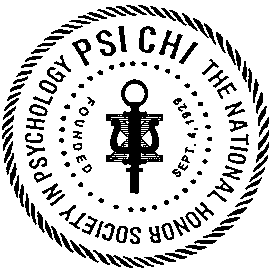 PSI CHI THE NATIONAL HONOR SOCIETY IN PSYCHOLOGY
FOUNDED SEPT. 4, 1929